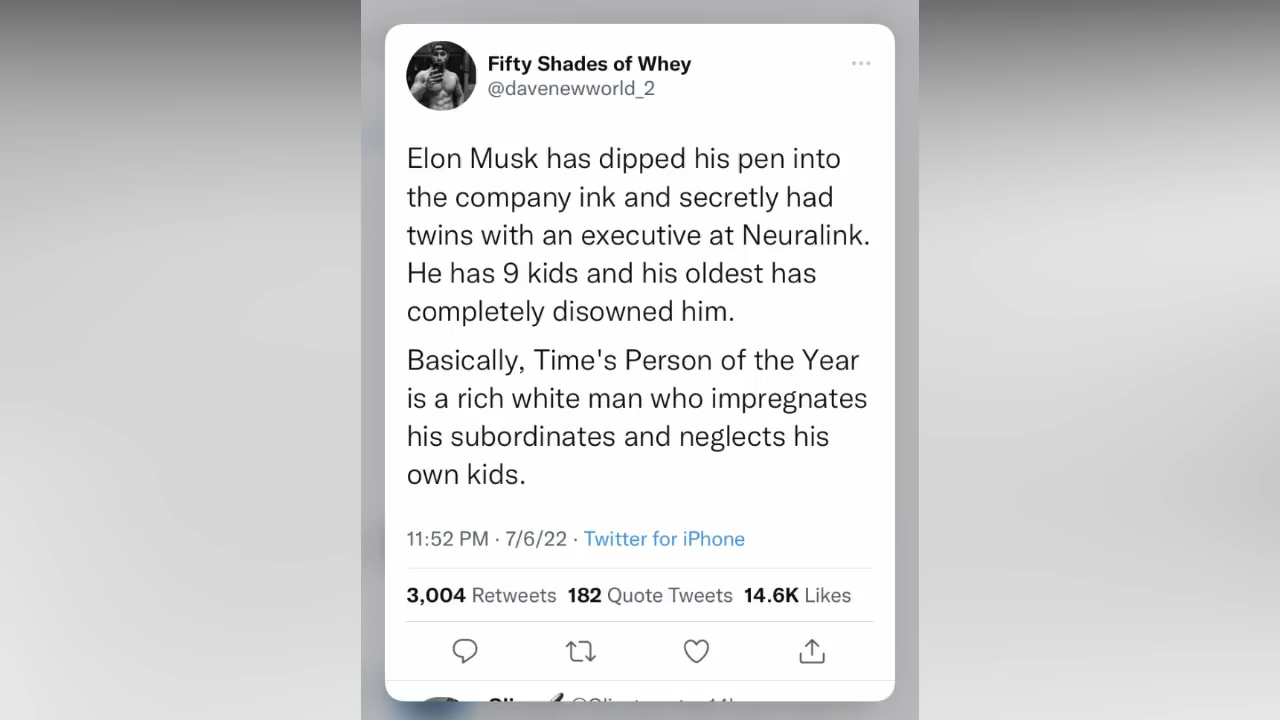 Fifty Shades of Whey
@davenewworld_2
Elon Musk has dipped his pen into
the company ink and secretly had
twins with an executive at Neuralink.
He has 9 kids and his oldest has
completely disowned him.
Basically, Time's Person of the Year
is a rich white man who impregnates
his subordinates and neglects his
own kids.
11:52 PM · 7/6/22 · Twitter for iPhone
3,004 Retweets 182 Quote Tweets 14.6K Likes